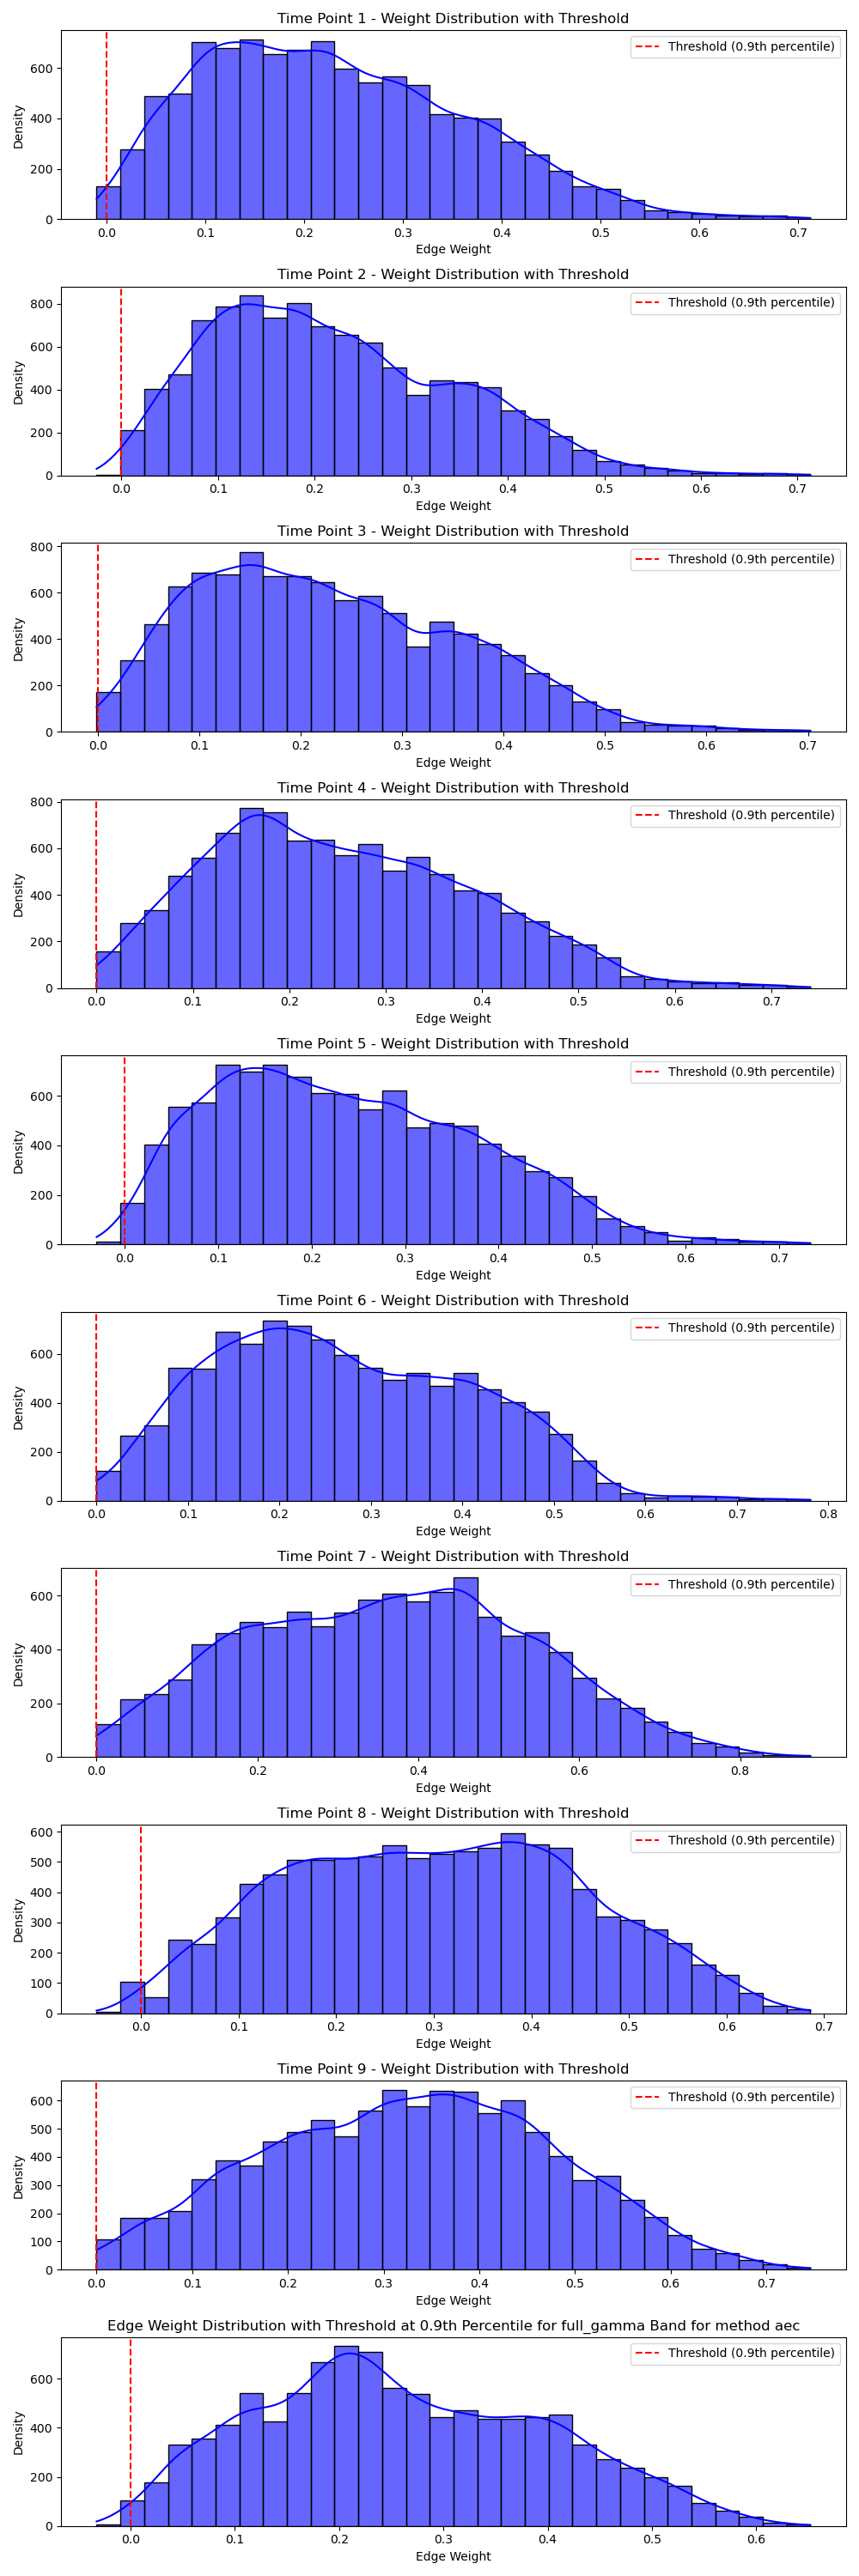 Time Point 1 - Weight Distribution with Threshold
Threshold (0.9th percentile)
Density
600
400
200
0
0.0 0.1 0.2 0.3 0.4 0.5 0.6 0.7
Edge Weight
Time Point 2 - Weight Distribution with Threshold
Threshold (0.9th percentile)
Density
800
600
400
200
0
0.0 0.1 0.2 0.3 0.4 0.5 0.6 0.7
Edge Weight
Time Point 3 - Weight Distribution with Threshold
Threshold (0.9th percentile)
Density
800
600
400
200
0
0.0 0.1 0.2 0.3 0.4 0.5 0.6 0.7
Edge Weight
Time Point 4 - Weight Distribution with Threshold
Threshold (0.9th percentile)
Density
800
600
400
200
0
0.0 0.1 0.2 0.3 0.4 0.5 0.6 0.7
Edge Weight
Time Point 5 - Weight Distribution with Threshold
Threshold (0.9th percentile)
Density
600
400
200
0
0.0 0.1 0.2 0.3 0.4 0.5 0.6 0.7
Edge Weight
Time Point 6 - Weight Distribution with Threshold
Threshold (0.9th percentile)
Density
600
400
200
0
0.0 0.1 0.2 0.3 0.4 0.5 0.6 0.7 0.8
Edge Weight
Time Point 7 - Weight Distribution with Threshold
Threshold (0.9th percentile)
Density
600
400
200
0
0.0 0.2 0.4 0.6 0.8
Edge Weight
Time Point 8 - Weight Distribution with Threshold
Threshold (0.9th percentile)
Density
600
500
400
300
200
100
0
0.0 0.1 0.2 0.3 0.4 0.5 0.6 0.7
Edge Weight
Time Point 9 - Weight Distribution with Threshold
Threshold (0.9th percentile)
Density
600
500
400
300
200
100
0
0.0 0.1 0.2 0.3 0.4 0.5 0.6 0.7
Edge Weight
Edge Weight Distribution with Threshold at 0.9th Percentile for full_gamma Band for method aec
Threshold (0.9th percentile)
Density
600
400
200
0
0.0 0.1 0.2 0.3 0.4 0.5 0.6
Edge Weight